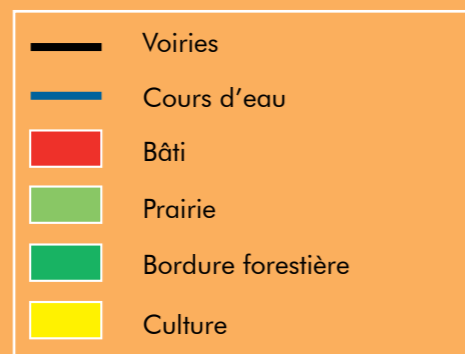 Voiries
Cours d’eau
Bâti
Prairie
Bordure forestière
Culture